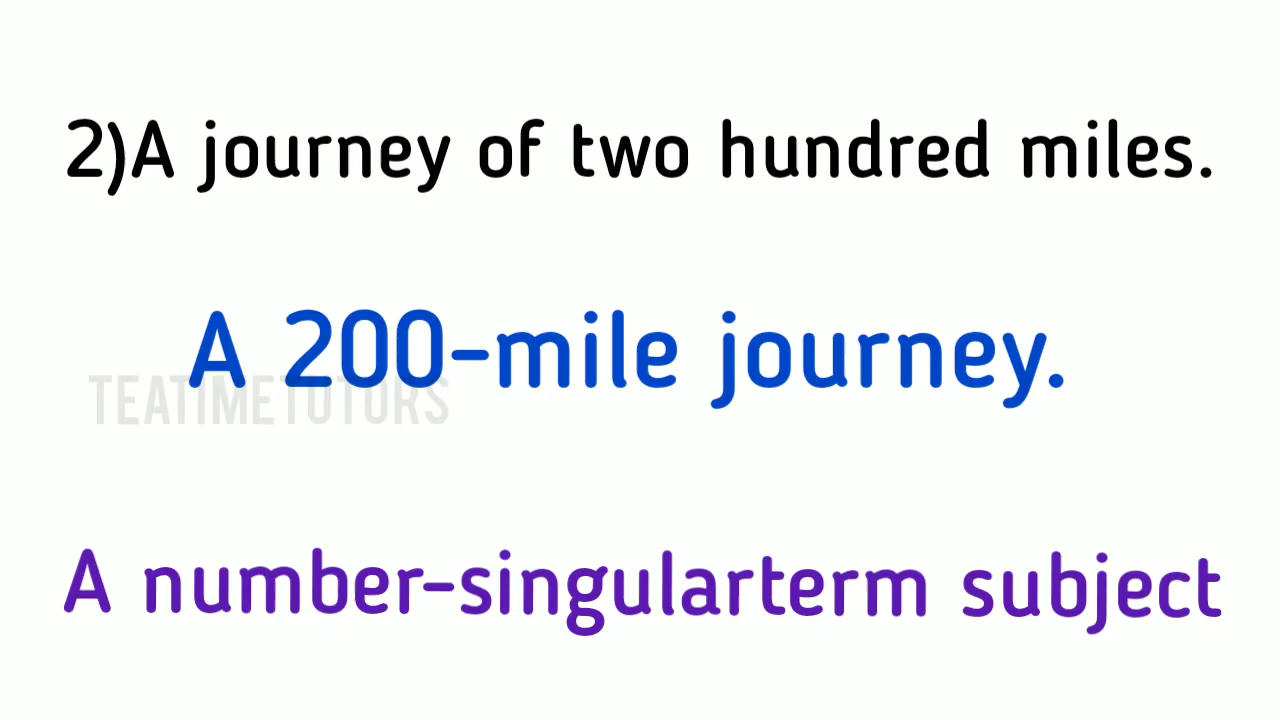 2)A journey of two hundred miles.
A 200-mile journey.
TEATIMETUTORS
A number-singularterm subject